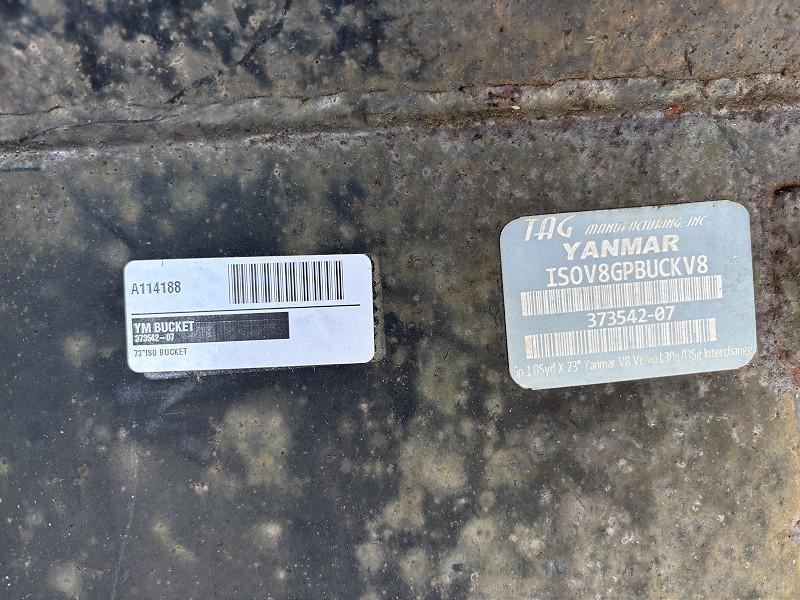 A114188
YM BUCKET
373542-07
73"ISO BUCKET
TAG MANUFACTURING, INC
YANMAR
ISOV8GPBUCKV8
373542-07
1.05yd X 73" Yanmar V8 Volvo L30g/l35g Interchange